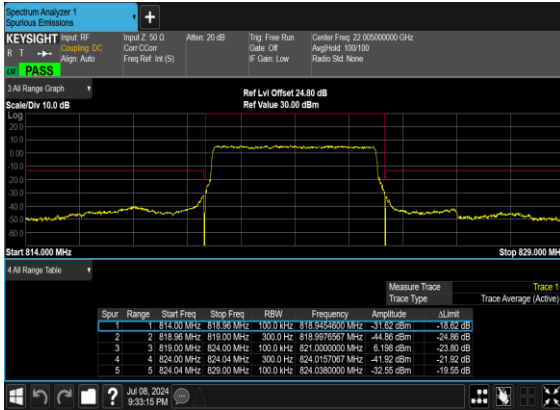 Spectrum Analyzer 1
Spurious Emissions
+
KEYSIGHT Input: RF Input Z: 50 Ω Atten: 20 dB Trig: Free Run Center Freq: 22.005000000 GHz
R T Coupling: DC Corr CCorr Gate: Off Avg|Hold: 100/100
Align: Auto Freq Ref: Int (S) IF Gain: Low Radio Std: None
PASS
3 All Range Graph
Ref Lvl Offset 24.80 dB
Scale/Div 10.0 dB Ref Value 30.00 dBm
Log
20.0
10.0
0.00
-10.0
-20.0
-30.0
-40.0
-50.0
-60.0
Start 814.000 MHz Stop 829.000 MH
4 All Range Table
Measure Trace Trace 1
Trace Type Trace Average (Active)
Spur Range Start Freq Stop Freq RBW Frequency Amplitude ΔLimit
1 1 814.00 MHz 818.96 MHz 100.0 kHz 818.9454600 MHz -31.62 dBm -18.62 dB
2 2 818.96 MHz 819.00 MHz 300.0 Hz 818.9976567 MHz -44.86 dBm -24.86 dB
3 3 819.00 MHz 824.00 MHz 100.0 kHz 821.0000000 MHz 6.198 dBm -23.80 dB
4 4 824.00 MHz 824.04 MHz 300.0 Hz 824.0157067 MHz -41.92 dBm -21.92 dB
5 5 824.04 MHz 829.00 MHz 100.0 kHz 824.0380000 MHz -32.55 dBm -19.55 dB
? Jul 08, 2024
9:33:15 PM